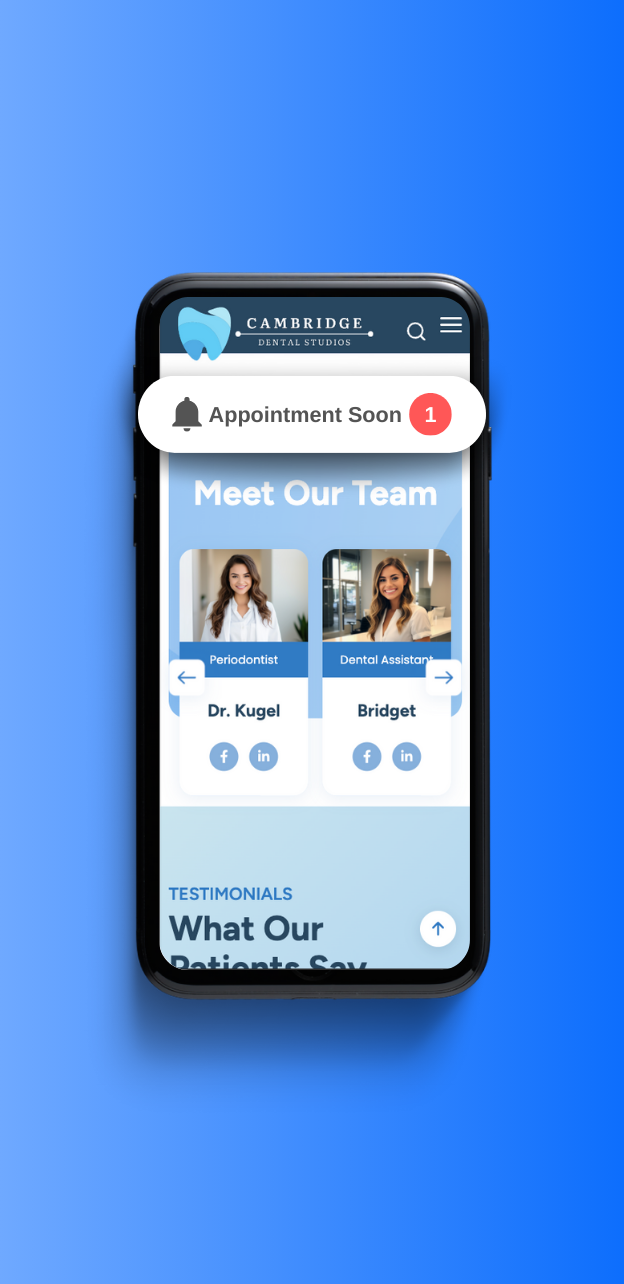 CAMBRIDGE
DENTAL STUDIOS
Appointment Soon 1
Meet Our Team
Periodontist
Dental Assistant
Dr. Kugel
Bridget
f in
f in
TESTIMONIALS
What Our
Patients Say